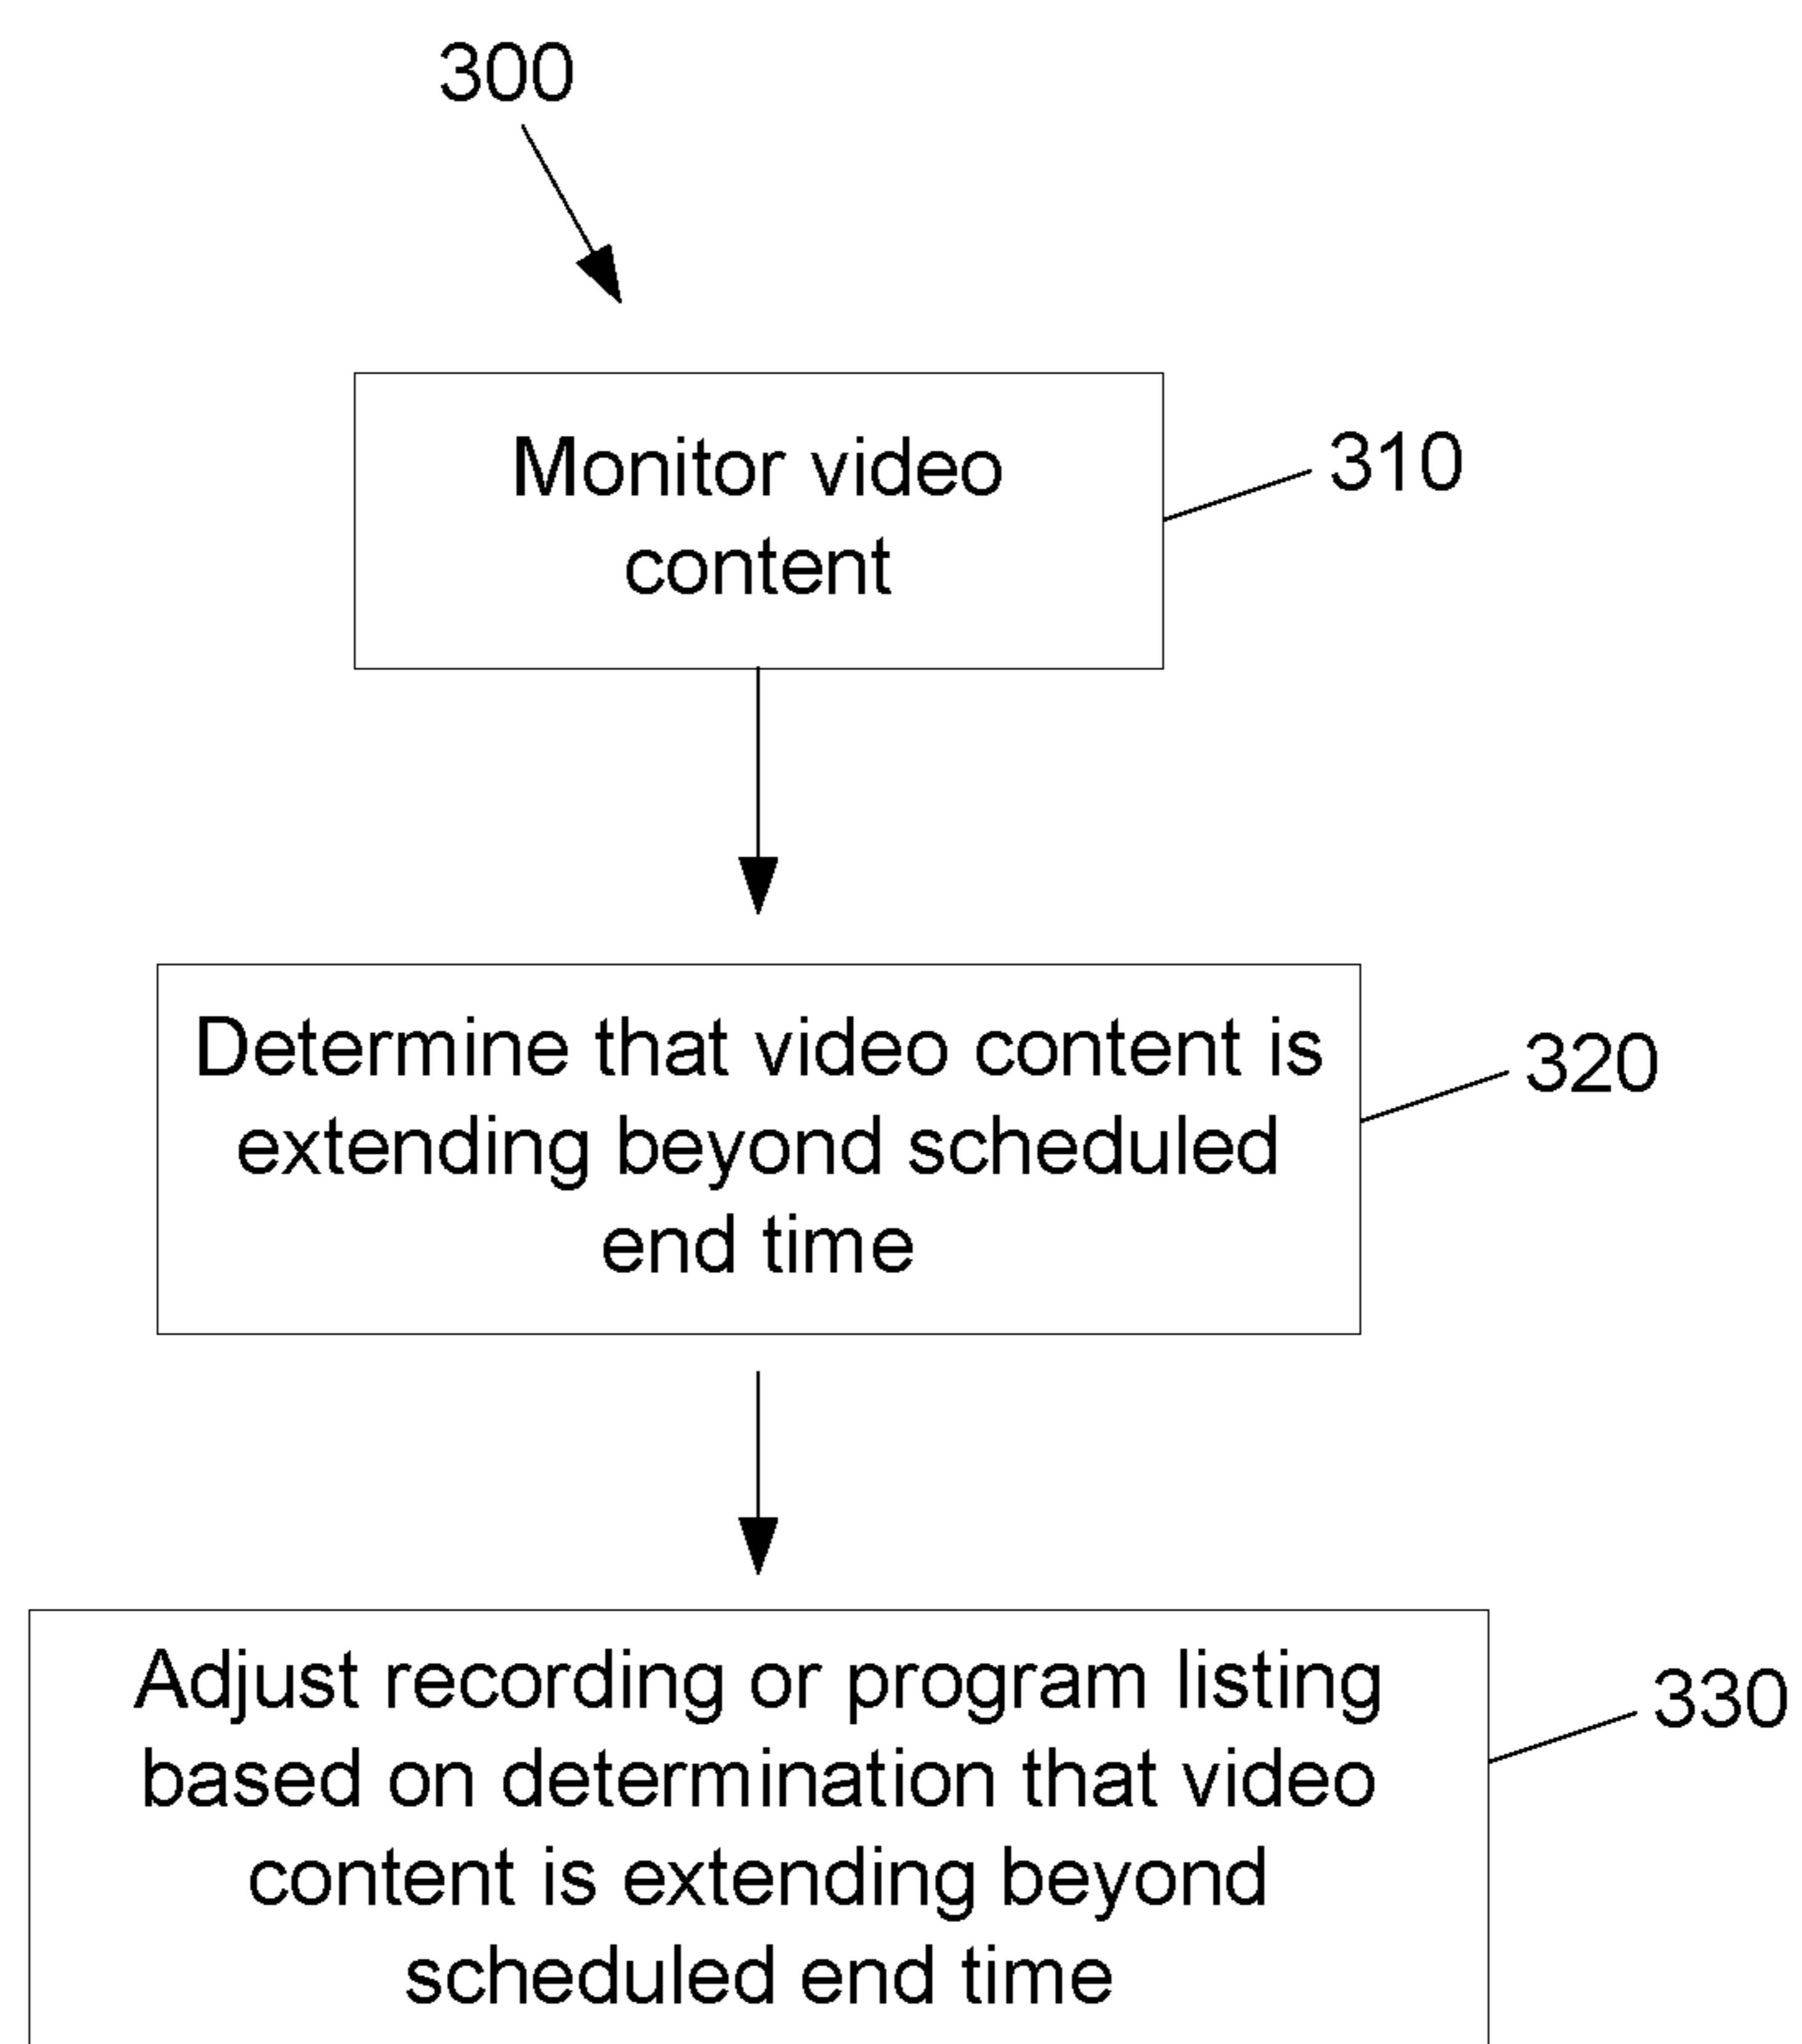 300
Monitor video
content
310
Determine that video content is
extending beyond scheduled
end time
320
Adjust recording or program listing
based on determination that video
content is extending beyond
scheduled end time
330